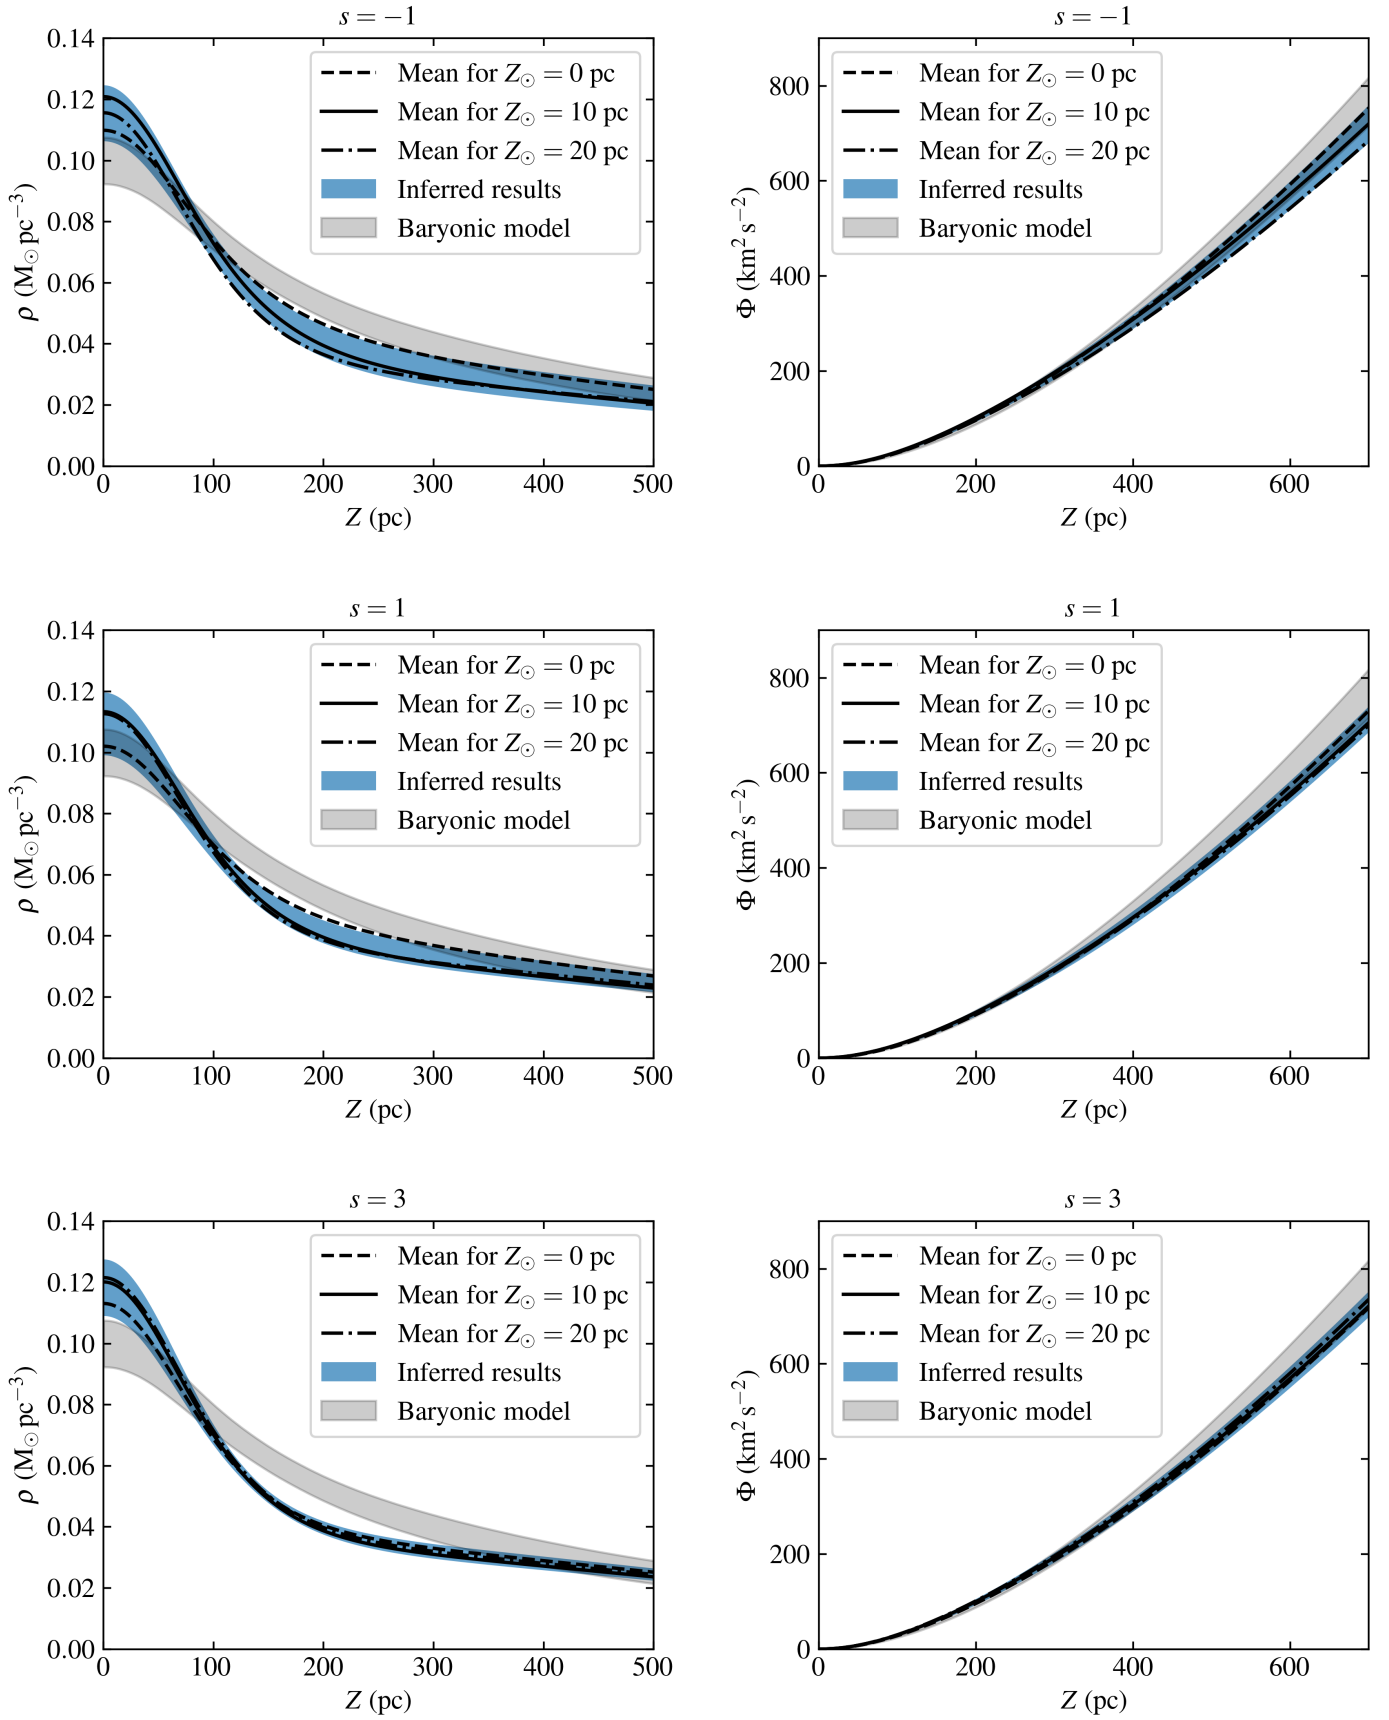 s = −1
0.14
0.12
0.10
0.08
0.06
0.04
0.02
0.00
ρ (M☉ pc⁻³)
Mean for Z☉ = 0 pc
Mean for Z☉ = 10 pc
Mean for Z☉ = 20 pc
Inferred results
Baryonic model
0 100 200 300 400 500
Z (pc)
s = −1
800
600
400
200
0
Φ (km² s⁻²)
Mean for Z☉ = 0 pc
Mean for Z☉ = 10 pc
Mean for Z☉ = 20 pc
Inferred results
Baryonic model
0 200 400 600
Z (pc)
s = 1
0.14
0.12
0.10
0.08
0.06
0.04
0.02
0.00
ρ (M☉ pc⁻³)
Mean for Z☉ = 0 pc
Mean for Z☉ = 10 pc
Mean for Z☉ = 20 pc
Inferred results
Baryonic model
0 100 200 300 400 500
Z (pc)
s = 1
800
600
400
200
0
Φ (km² s⁻²)
Mean for Z☉ = 0 pc
Mean for Z☉ = 10 pc
Mean for Z☉ = 20 pc
Inferred results
Baryonic model
0 200 400 600
Z (pc)
s = 3
0.14
0.12
0.10
0.08
0.06
0.04
0.02
0.00
ρ (M☉ pc⁻³)
Mean for Z☉ = 0 pc
Mean for Z☉ = 10 pc
Mean for Z☉ = 20 pc
Inferred results
Baryonic model
0 100 200 300 400 500
Z (pc)
s = 3
800
600
400
200
0
Φ (km² s⁻²)
Mean for Z☉ = 0 pc
Mean for Z☉ = 10 pc
Mean for Z☉ = 20 pc
Inferred results
Baryonic model
0 200 400 600
Z (pc)